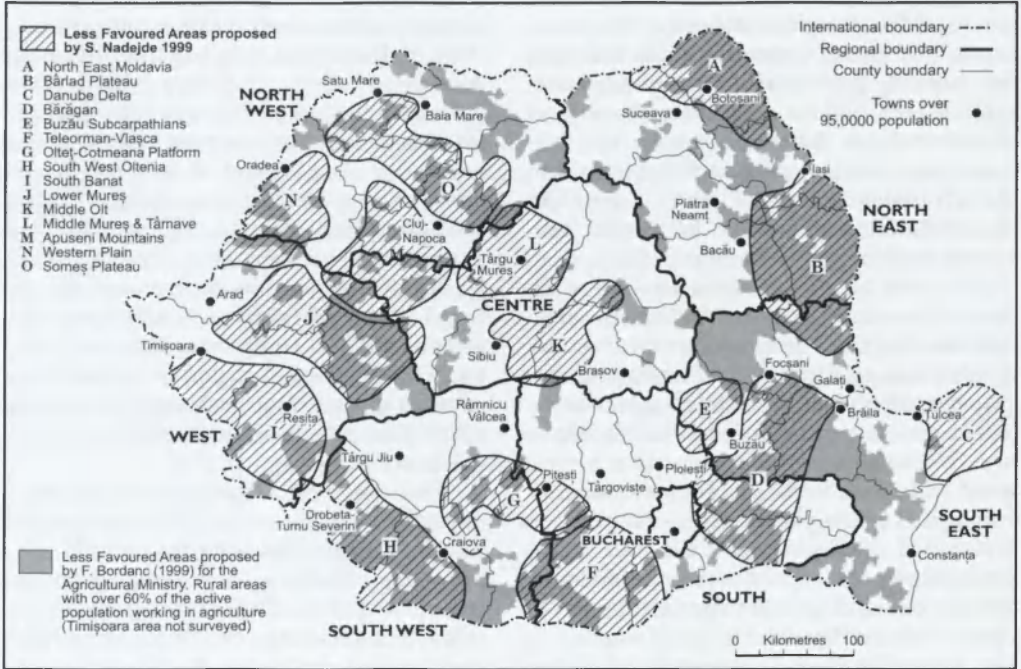 Less Favoured Areas proposed
by S. Nadejde 1999
A North East Moldavia
B Bârlad Plateau
C Danube Delta
D Bărăgan
E Buzău Subcarpathians
F Teleorman-Vlaşca
G Olteţ-Cotmeana Platform
H South West Oltenia
I South Banat
J Lower Mureş
K Middle Olt
L Middle Mureş & Târnave
M Apuseni Mountains
N Western Plain
O Someş Plateau
International boundary
Regional boundary
County boundary
Towns over
95,0000 population
NORTH
WEST
Satu Mare
Baia Mare
Oradea
N
O
Cluj-
Napoca
M
A
Botoşani
Suceava
Iaşi
Piatra
Neamţ
Bacău
NORTH
EAST
B
L
Târgu
Mureş
CENTRE
Arad
J
Timişoara
Sibiu
K
Braşov
WEST
I
Reşiţa
Râmnicu
Vâlcea
Târgu Jiu
Focşani
Galaţi
Brăila
Tulcea
C
E
Buzău
D
Piteşti
G
Târgovişte
Ploieşti
Drobeta-
Turnu Severin
H
Craiova
BUCHAREST
F
SOUTH
EAST
Constanţa
SOUTH WEST
SOUTH
Less Favoured Areas proposed
by F. Bordanc (1999) for the
Agricultural Ministry. Rural areas
with over 60% of the active
population working in agriculture
(Timişoara area not surveyed)
0 Kilometres 100